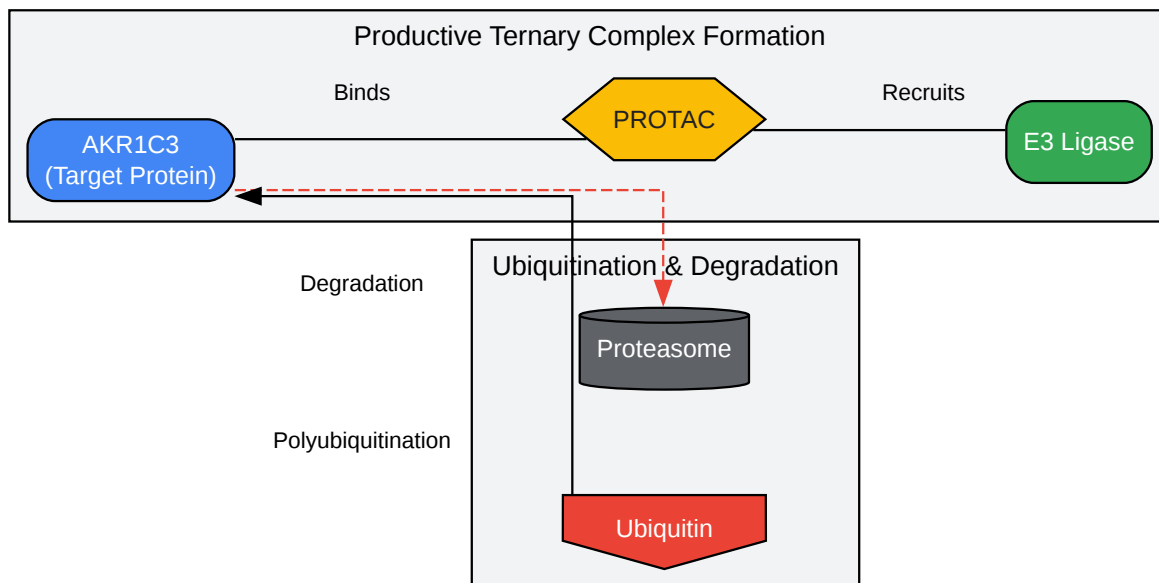 Productive Ternary Complex Formation
Binds
Recruits
PROTAC
AKR1C3
(Target Protein)
E3 Ligase
Ubiquitination & Degradation
Degradation
Proteasome
Polyubiquitination
Ubiquitin